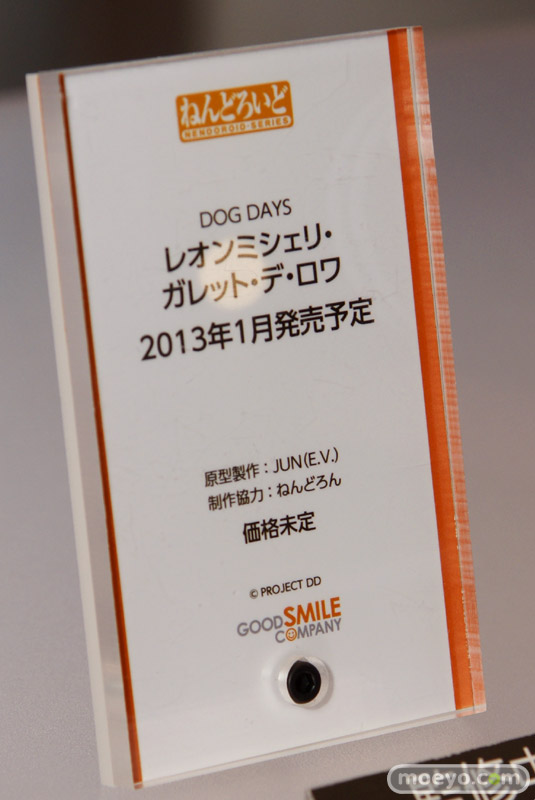 ねんどろいど
NENDOROID-SERIES
DOG DAYS
レオンミシェリ・
ガレット・デ・ロワ
2013年1月発売予定
原型製作：JUN(E.V.)
制作協力：ねんどろん
価格未定
© PROJECT DD
GOODSMILE
COMPANY
moeyo.com